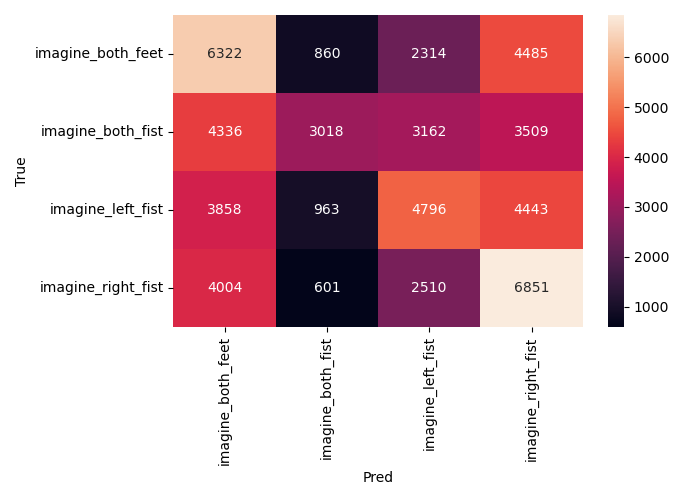 imagine_both_feet 6322 860 2314 4485
imagine_both_fist 4336 3018 3162 3509
imagine_left_fist 3858 963 4796 4443
imagine_right_fist 4004 601 2510 6851
True
imagine_both_feet
imagine_both_fist
imagine_left_fist
imagine_right_fist
Pred
6000
5000
4000
3000
2000
1000